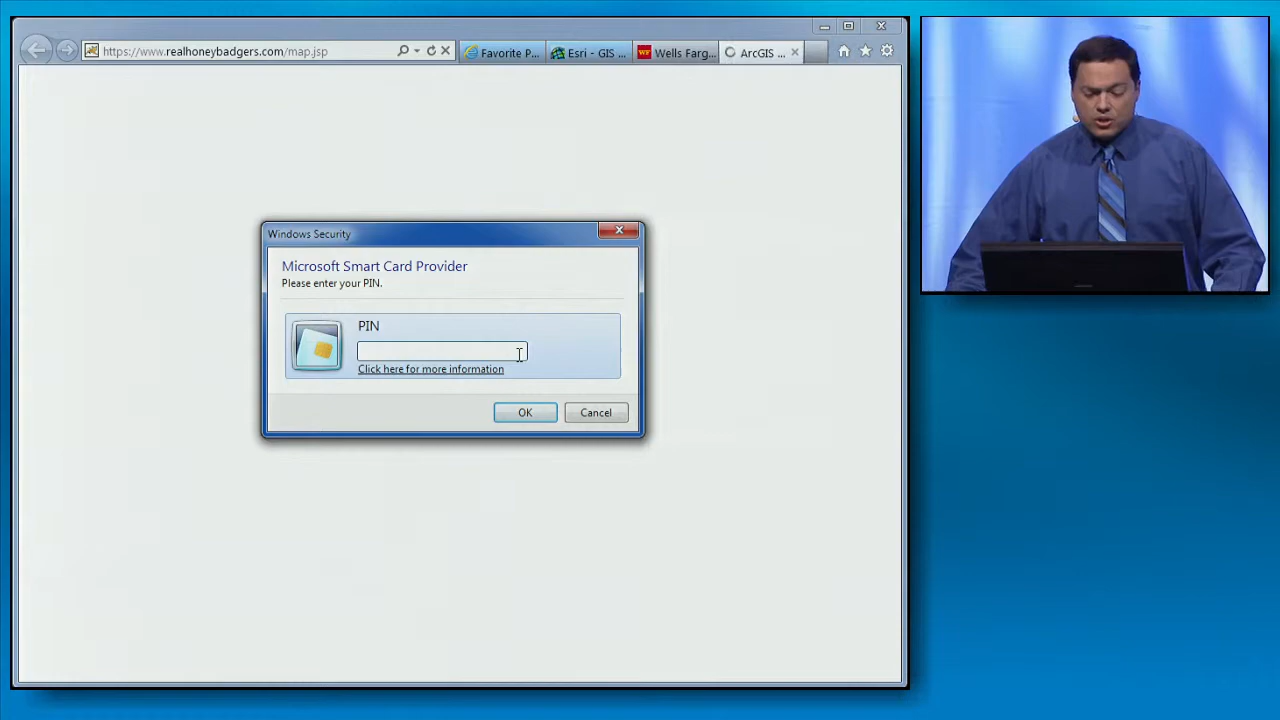 https://www.realhoneybadgers.com/map.jsp
Favorite P...
Esri - GIS ...
WF Wells Farg...
ArcGIS ...
Windows Security
Microsoft Smart Card Provider
Please enter your PIN.
PIN
Click here for more information
OK
Cancel